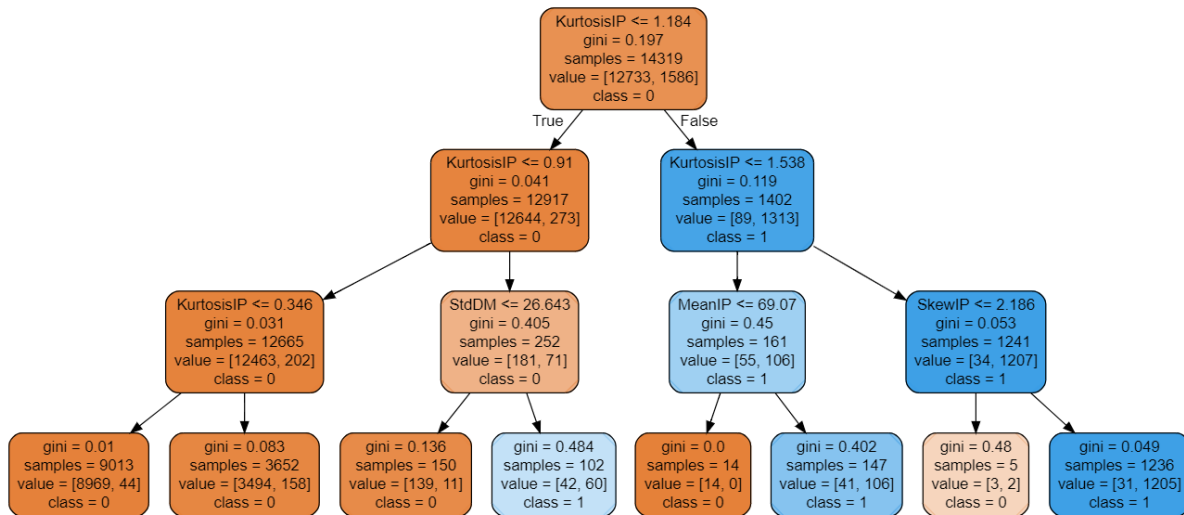 KurtosisIP <= 1.184
gini = 0.197
samples = 14319
value = [12733, 1586]
class = 0
True
False
KurtosisIP <= 0.91
gini = 0.041
samples = 12917
value = [12644, 273]
class = 0
KurtosisIP <= 1.538
gini = 0.119
samples = 1402
value = [89, 1313]
class = 1
KurtosisIP <= 0.346
gini = 0.031
samples = 12665
value = [12463, 202]
class = 0
StdDM <= 26.643
gini = 0.405
samples = 252
value = [181, 71]
class = 0
MeanIP <= 69.07
gini = 0.45
samples = 161
value = [55, 106]
class = 1
SkewIP <= 2.186
gini = 0.053
samples = 1241
value = [34, 1207]
class = 1
gini = 0.01
samples = 9013
value = [8969, 44]
class = 0
gini = 0.083
samples = 3652
value = [3494, 158]
class = 0
gini = 0.136
samples = 150
value = [139, 11]
class = 0
gini = 0.484
samples = 102
value = [42, 60]
class = 1
gini = 0.0
samples = 14
value = [14, 0]
class = 0
gini = 0.402
samples = 147
value = [41, 106]
class = 1
gini = 0.48
samples = 5
value = [3, 2]
class = 0
gini = 0.049
samples = 1236
value = [31, 1205]
class = 1